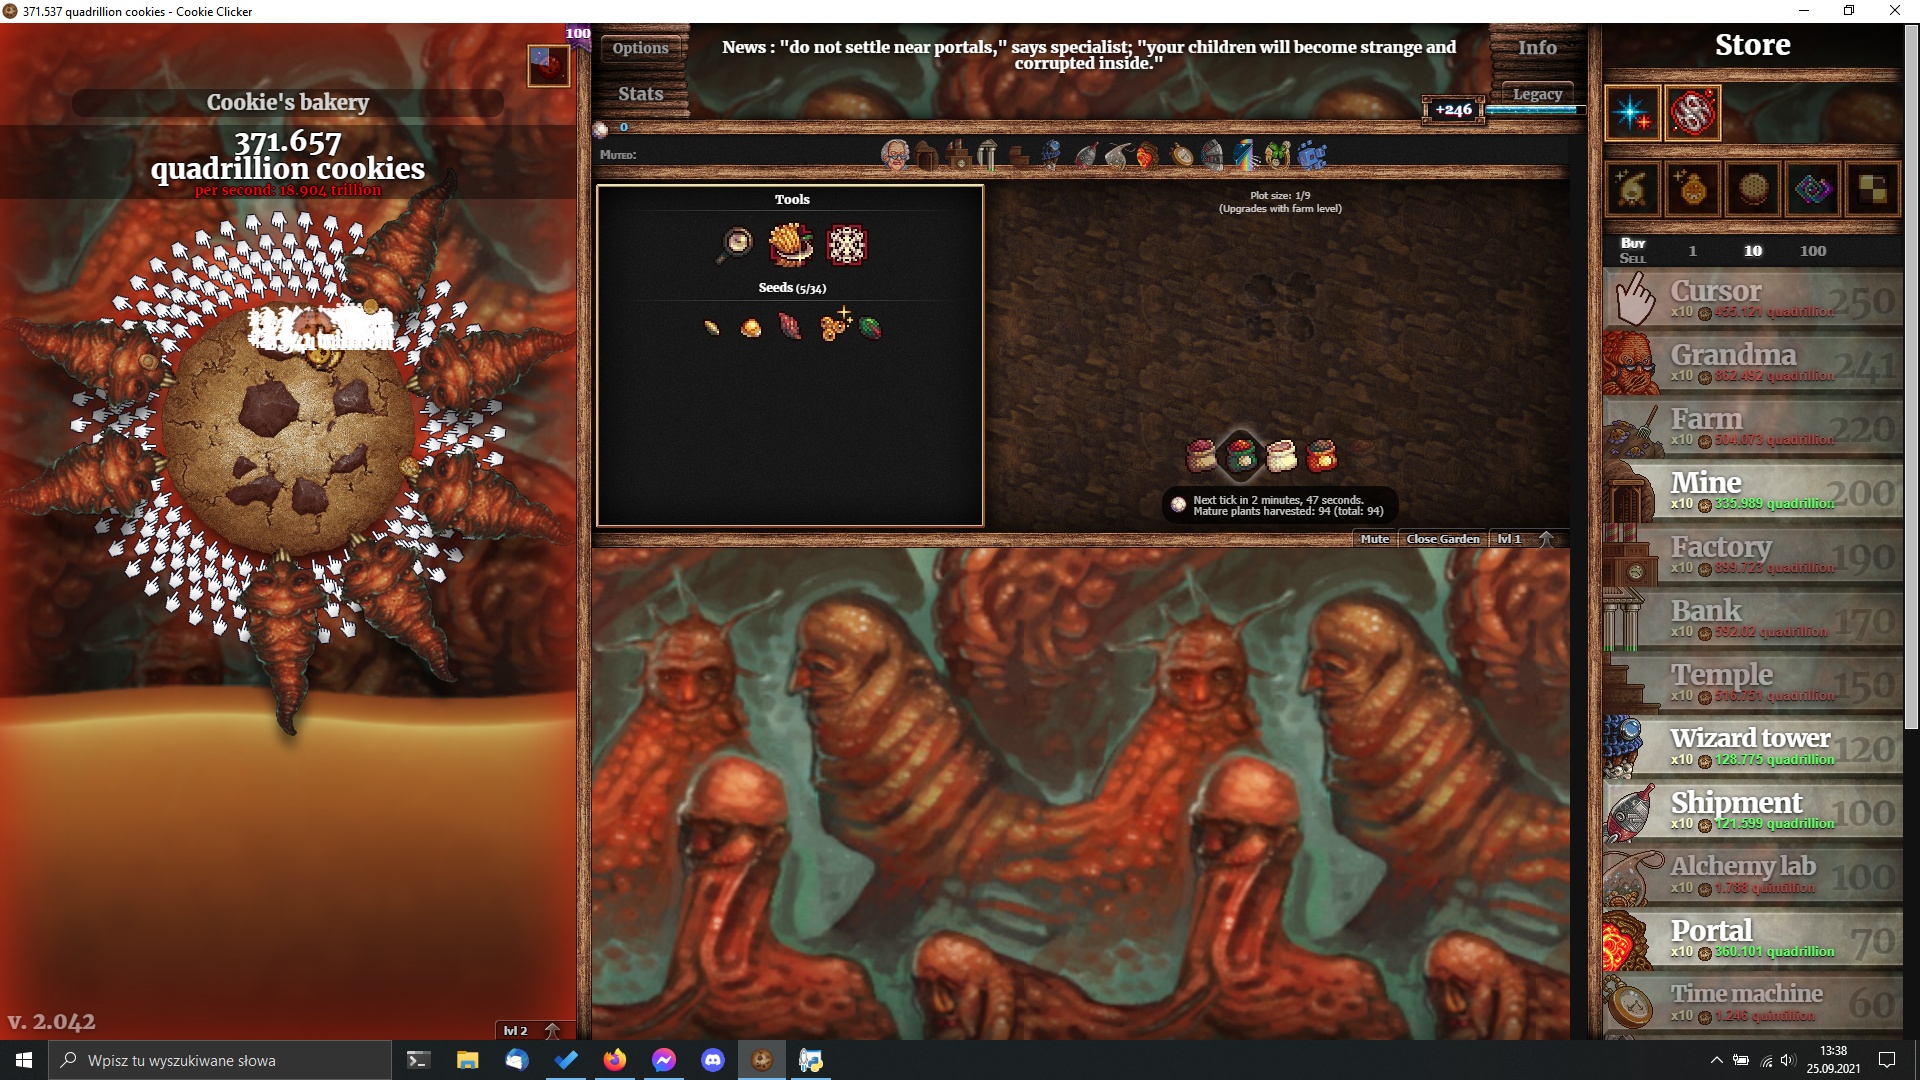 371.537 quadrillion cookies - Cookie Clicker
100
Cookie's bakery
371.657
quadrillion cookies
per second: 18.904 trillion
v. 2.042
lvl 2
Options
Stats
News : "do not settle near portals," says specialist; "your children will become strange and
corrupted inside."
Info
Legacy
+246
0
Muted:
Tools
Seeds (5/34)
Plot size: 1/9
(Upgrades with farm level)
Next tick in 2 minutes, 47 seconds.
Mature plants harvested: 94 (total: 94)
Mute
Close Garden
lvl 1
Store
Buy
Sell
1
10
100
Cursor
x10 455.121 quadrillion
250
Grandma
x10 862.492 quadrillion
241
Farm
x10 504.073 quadrillion
220
Mine
x10 335.989 quadrillion
200
Factory
x10 899.723 quadrillion
190
Bank
x10 592.02 quadrillion
170
Temple
x10 516.751 quadrillion
150
Wizard tower
x10 128.775 quadrillion
120
Shipment
x10 121.599 quadrillion
100
Alchemy lab
x10 1.788 quintillion
100
Portal
x10 360.101 quadrillion
70
Time machine
x10 1.246 quintillion
60
Wpisz tu wyszukiwane słowa
13:38
25.09.2021